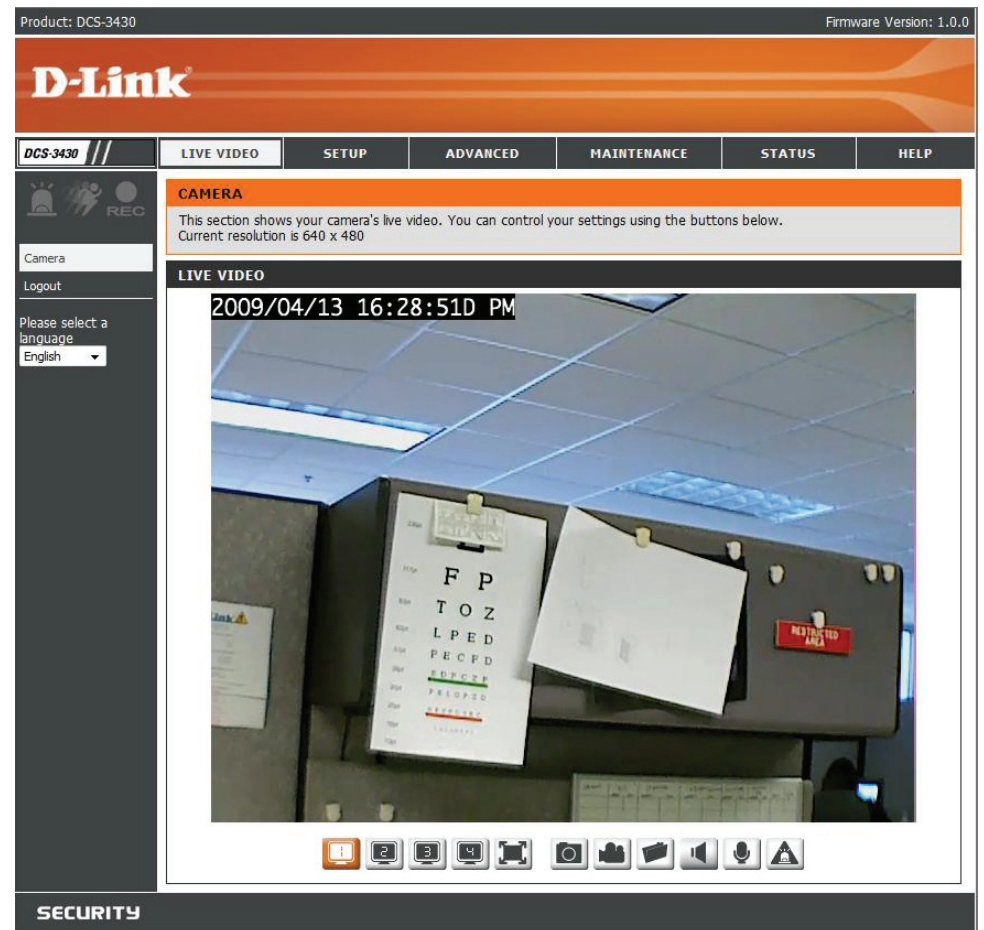 Product: DCS-3430
Firmware Version: 1.0.0
D-Link
DCS-3430
LIVE VIDEO SETUP ADVANCED MAINTENANCE STATUS HELP
REC
CAMERA
This section shows your camera's live video. You can control your settings using the buttons below.
Current resolution is 640 x 480
Camera
Logout
Please select a
language
English
LIVE VIDEO
2009/04/13 16:28:51D PM
F P
T O Z
L P E D
P E C F D
RESTRICTED
AREA
1 2 3 4
SECURITY